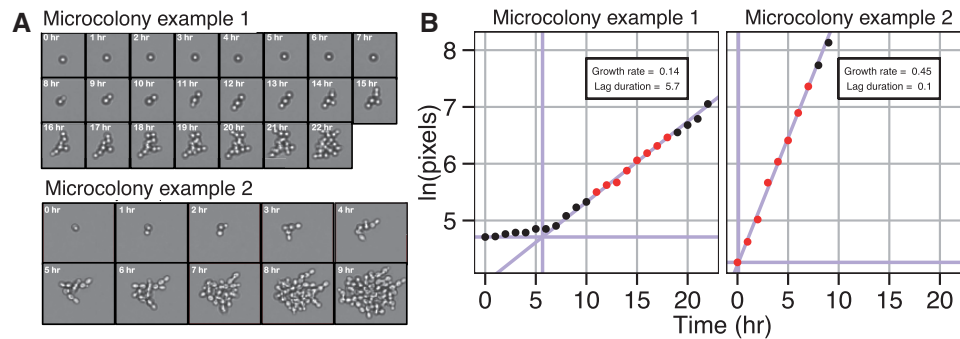 A
Microcolony example 1
0 hr 1 hr 2 hr 3 hr 4 hr 5 hr 6 hr 7 hr
8 hr 9 hr 10 hr 11 hr 12 hr 13 hr 14 hr 15 hr
16 hr 17 hr 18 hr 19 hr 20 hr 21 hr 22 hr
Microcolony example 2
0 hr 1 hr 2 hr 3 hr 4 hr
5 hr 6 hr 7 hr 8 hr 9 hr
B
Microcolony example 1
Microcolony example 2
ln(pixels)
8
7
6
5
Growth rate = 0.14
Lag duration = 5.7
Growth rate = 0.45
Lag duration = 0.1
0 5 10 15 20
0 5 10 15 20
Time (hr)